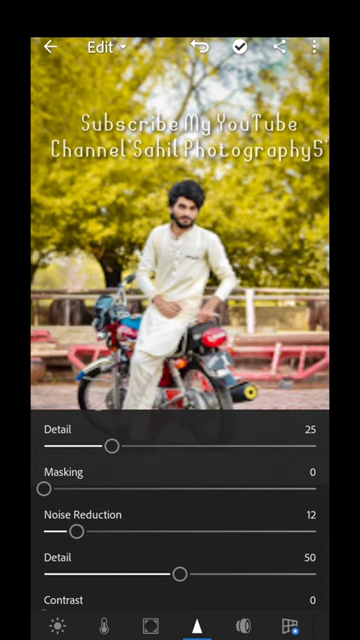 Edit
Subscribe My YouTube
Channel'Sahil Photography5'
Detail 25
Masking 0
Noise Reduction 12
Detail 50
Contrast 0